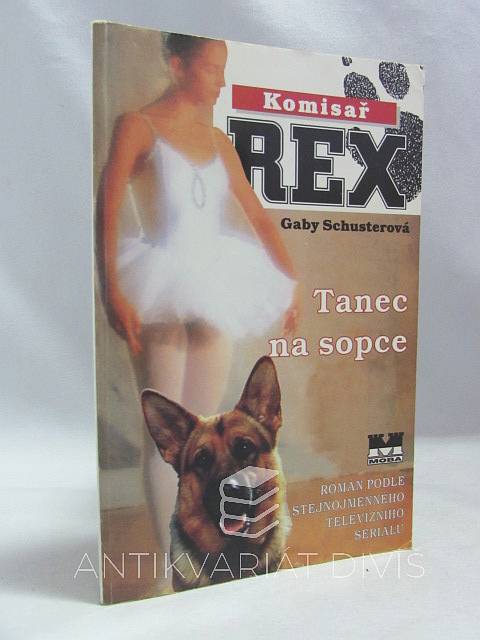 Komisař
REX
Gaby Schusterová
Tanec
na sopce
MOBA
ROMÁN PODLE
STEJNOJMENNÉHO
TELEVIZNÍHO
SERIÁLU
ANTIKVARIÁT DIVIŠ